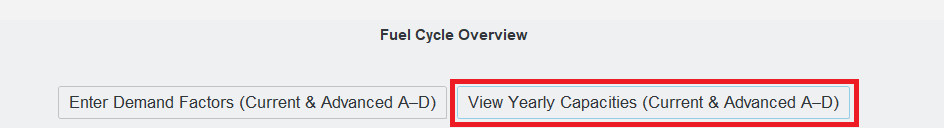 Fuel Cycle Overview
Enter Demand Factors (Current & Advanced A–D) View Yearly Capacities (Current & Advanced A–D)